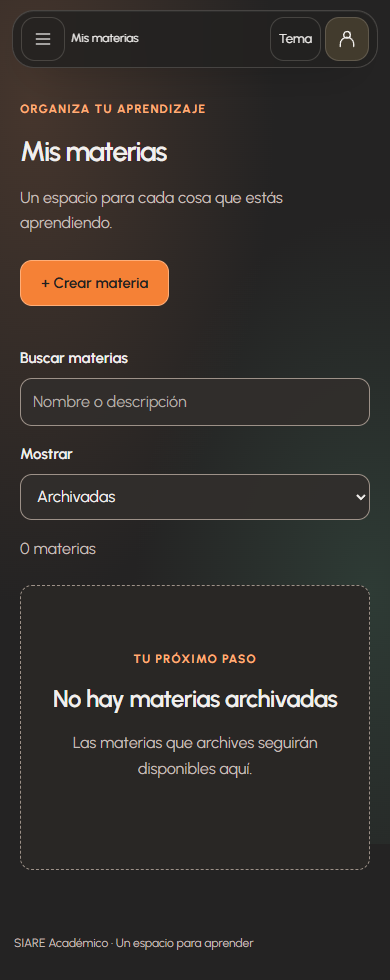 Mis materias
Tema
ORGANIZA TU APRENDIZAJE
Mis materias
Un espacio para cada cosa que estás
aprendiendo.
+ Crear materia
Buscar materias
Nombre o descripción
Mostrar
Archivadas
0 materias
TU PRÓXIMO PASO
No hay materias archivadas
Las materias que archives seguirán
disponibles aquí.
SIARE Académico · Un espacio para aprender